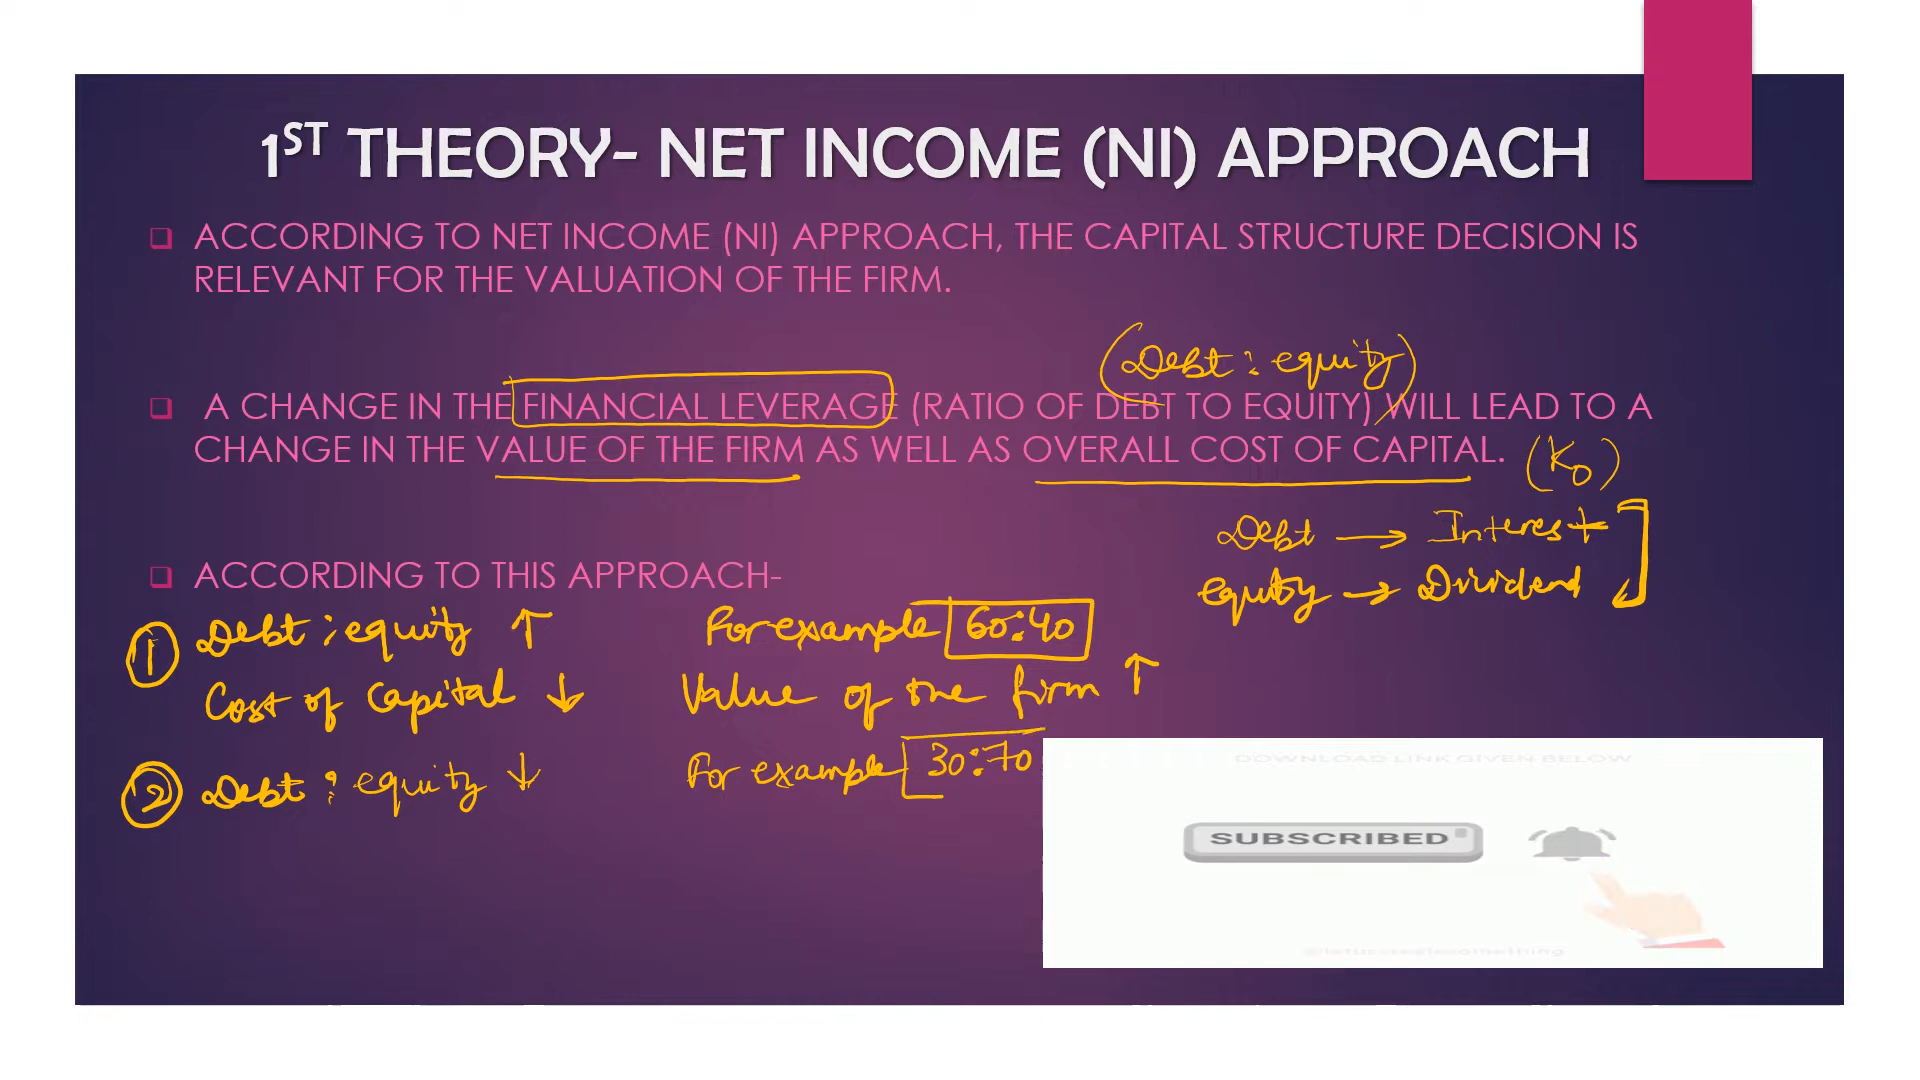 1ST THEORY- NET INCOME (NI) APPROACH
ACCORDING TO NET INCOME (NI) APPROACH, THE CAPITAL STRUCTURE DECISION IS
RELEVANT FOR THE VALUATION OF THE FIRM.
(Debt : equity)
A CHANGE IN THE FINANCIAL LEVERAGE (RATIO OF DEBT TO EQUITY) WILL LEAD TO A
CHANGE IN THE VALUE OF THE FIRM AS WELL AS OVERALL COST OF CAPITAL. (Ko)
Debt → Interest
equity → Dividend
ACCORDING TO THIS APPROACH-
① Debt : equity ↑ For example 60:40
Cost of Capital ↓ Value of the firm ↑
② Debt : equity ↓ For example 30:70
DOWNLOAD LINK GIVEN BELOW
SUBSCRIBED